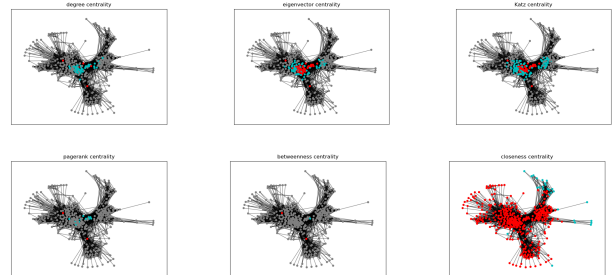 degree centrality
eigenvector centrality
Katz centrality
pagerank centrality
betweenness centrality
closeness centrality